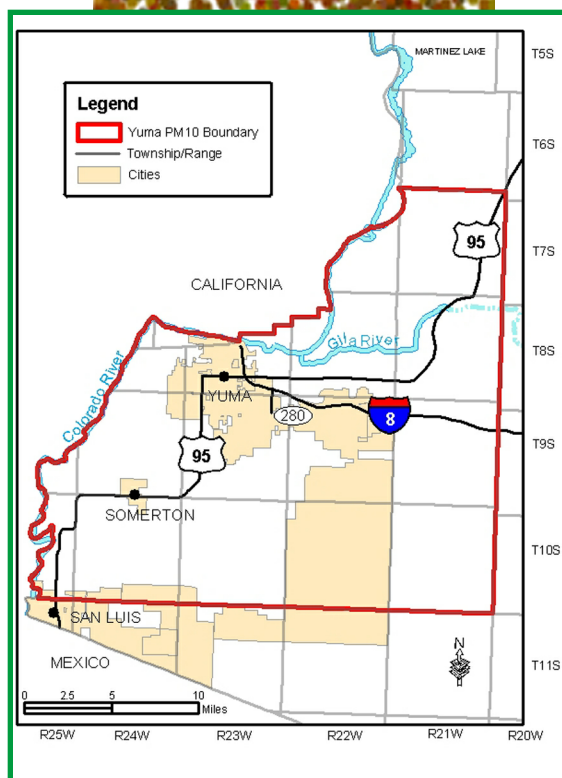 MARTINEZ LAKE
T5S
Legend
Yuma PM10 Boundary
Township/Range
Cities
T6S
95
T7S
CALIFORNIA
Colorado River
Gila River
T8S
YUMA
280
8
T9S
95
SOMERTON
T10S
SAN LUIS
MEXICO
N
T11S
0 2.5 5 10
Miles
R25W R24W R23W R22W R21W R20W